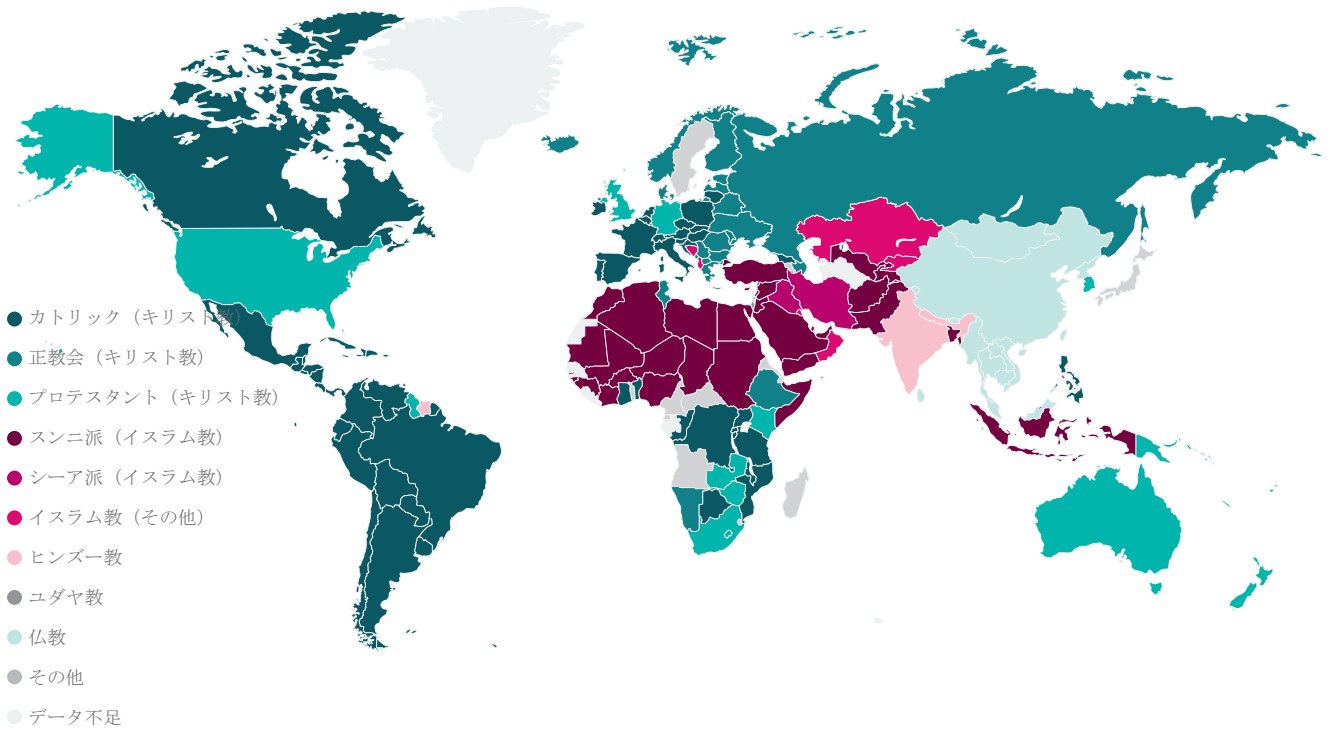 カトリック（キリスト教）
正教会（キリスト教）
プロテスタント（キリスト教）
スンニ派（イスラム教）
シーア派（イスラム教）
イスラム教（その他）
ヒンズー教
ユダヤ教
仏教
その他
データ不足